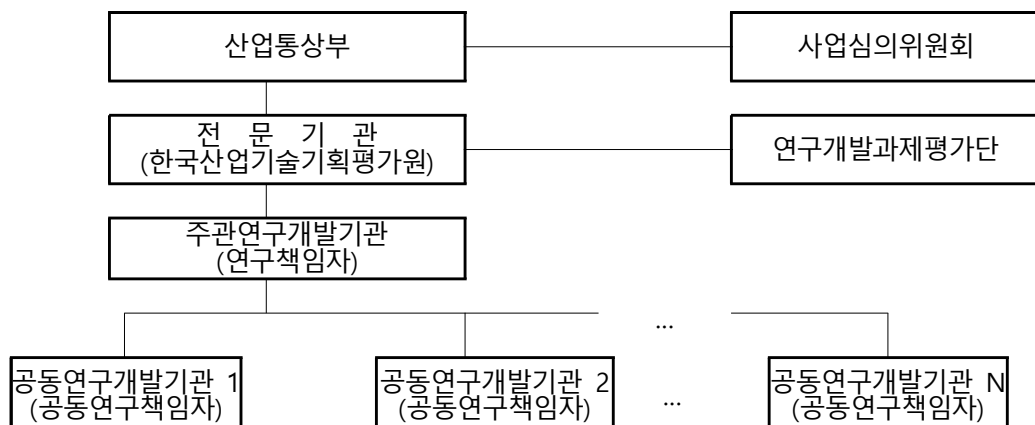 산업통상부
사업심의위원회
전 문 기 관
(한국산업기술기획평가원)
연구개발과제평가단
주관연구개발기관
(연구책임자)
...
공동연구개발기관 1
(공동연구책임자)
공동연구개발기관 2
(공동연구책임자)
...
공동연구개발기관 N
(공동연구책임자)